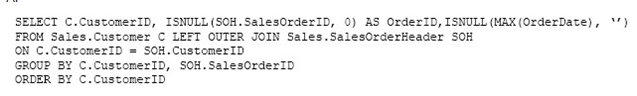 SELECT C.CustomerID, ISNULL(SOH.SalesOrderID, 0) AS OrderID,ISNULL(MAX(OrderDate), ‘’)
FROM Sales.Customer C LEFT OUTER JOIN Sales.SalesOrderHeader SOH
ON C.CustomerID = SOH.CustomerID
GROUP BY C.CustomerID, SOH.SalesOrderID
ORDER BY C.CustomerID